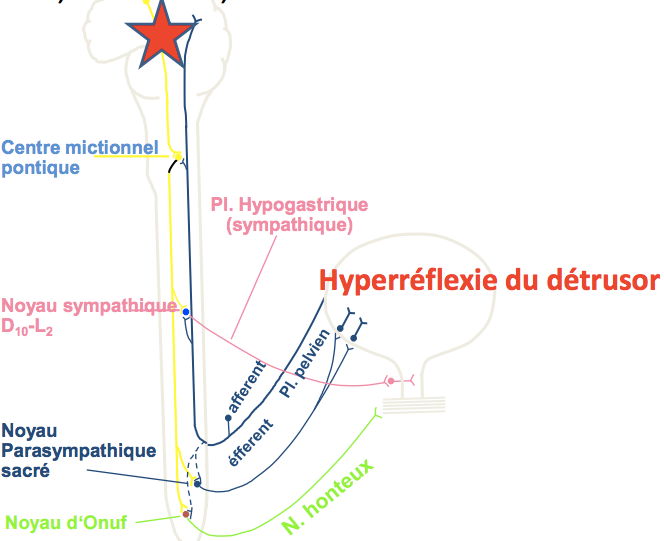 Centre mictionnel
pontique
Pl. Hypogastrique
(sympathique)
Hyperréflexie du détrusor
Noyau sympathique
D10-L2
afferent
Pl. pelvien
éfferent
Noyau
Parasympathique
sacré
N. honteux
Noyau d‘Onuf